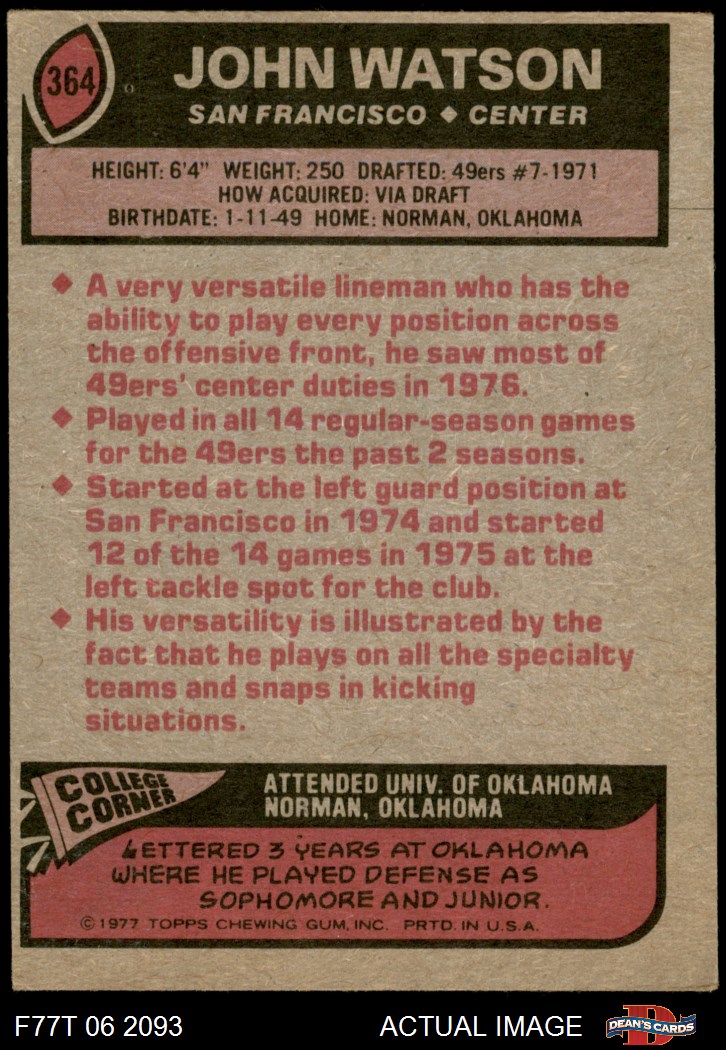 364
JOHN WATSON
SAN FRANCISCO ◆ CENTER
HEIGHT: 6'4" WEIGHT: 250 DRAFTED: 49ers #7-1971
HOW ACQUIRED: VIA DRAFT
BIRTHDATE: 1-11-49 HOME: NORMAN, OKLAHOMA
◆ A very versatile lineman who has the
ability to play every position across
the offensive front, he saw most of
49ers' center duties in 1976.
◆ Played in all 14 regular-season games
for the 49ers the past 2 seasons.
◆ Started at the left guard position at
San Francisco in 1974 and started
12 of the 14 games in 1975 at the
left tackle spot for the club.
◆ His versatility is illustrated by the
fact that he plays on all the specialty
teams and snaps in kicking
situations.
COLLEGE
CORNER
ATTENDED UNIV. OF OKLAHOMA
NORMAN, OKLAHOMA
LETTERED 3 YEARS AT OKLAHOMA
WHERE HE PLAYED DEFENSE AS
SOPHOMORE AND JUNIOR.
©1977 TOPPS CHEWING GUM, INC. PRTD. IN U.S.A.
F77T 06 2093
ACTUAL IMAGE
D
DEAN'S CARDS